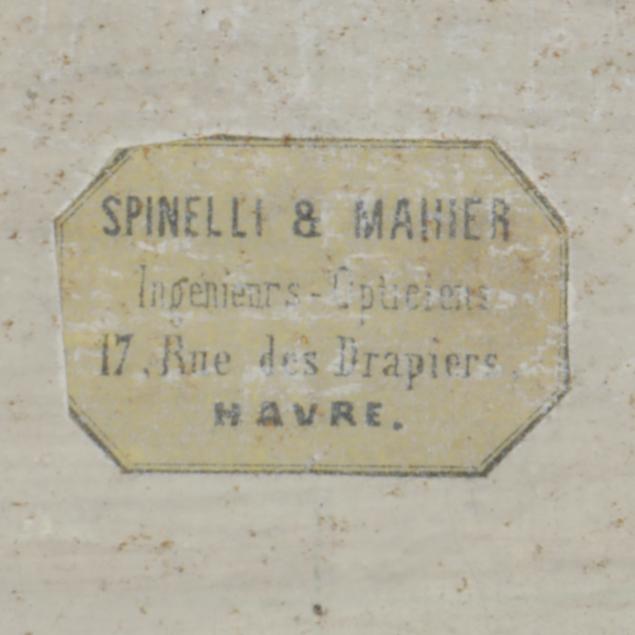 SPINELLI & MAHIER
Ingénieurs-Opticiens
17, Rue des Drapiers.
HAVRE.